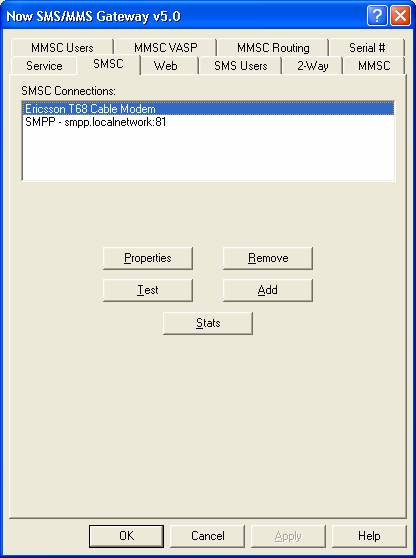 Now SMS/MMS Gateway v5.0
MMSC Users MMSC VASP MMSC Routing Serial #
Service SMSC Web SMS Users 2-Way MMSC
SMSC Connections:
Ericsson T68 Cable Modem
SMPP - smpp.localnetwork:81
Properties Remove
Test Add
Stats
OK Cancel Apply Help